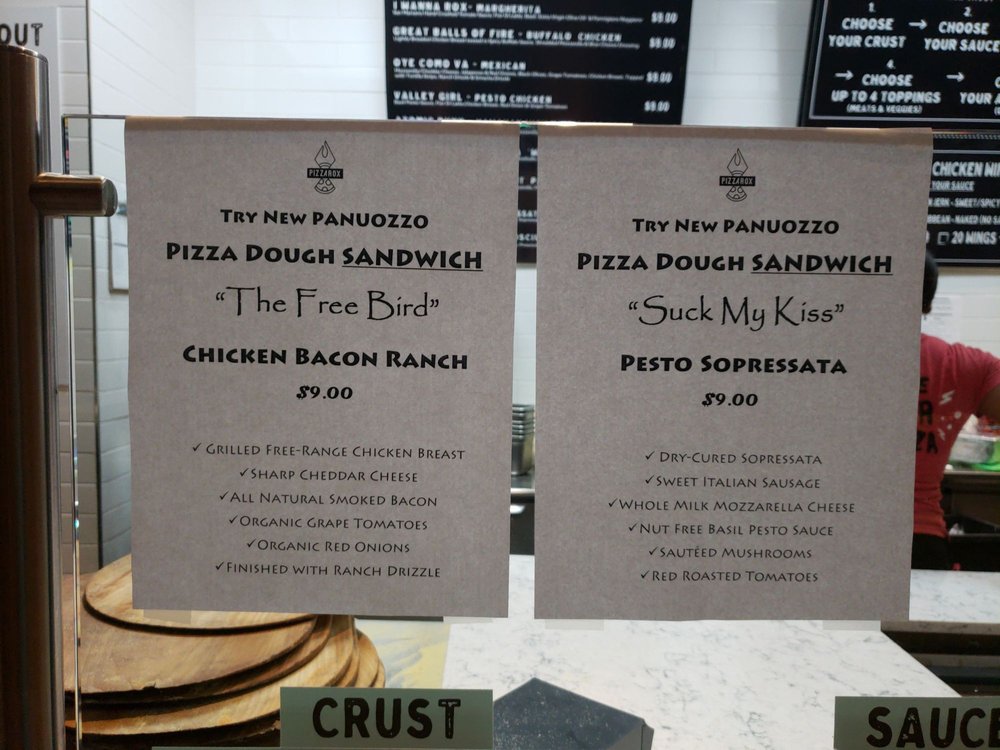 OUT
I WANNA ROX - MARGHERITA
$9.00
GREAT BALLS OF FIRE - BUFFALO CHICKEN
$9.00
OYE COMO VA - MEXICAN
$9.00
VALLEY GIRL - PESTO CHICKEN
$9.00
1.
CHOOSE
YOUR CRUST
2.
CHOOSE
YOUR SAUCE
4.
CHOOSE
UP TO 4 TOPPINGS
(MEATS & VEGGIES)
CHICKEN
YOUR SAUCE
20 WINGS
PIZZAROX
TRY NEW PANUOZZO
PIZZA DOUGH SANDWICH
“The Free Bird”
CHICKEN BACON RANCH
$9.00
✓ GRILLED FREE-RANGE CHICKEN BREAST
✓SHARP CHEDDAR CHEESE
✓ALL NATURAL SMOKED BACON
✓ORGANIC GRAPE TOMATOES
✓ORGANIC RED ONIONS
✓FINISHED WITH RANCH DRIZZLE
PIZZAROX
TRY NEW PANUOZZO
PIZZA DOUGH SANDWICH
“Suck My Kiss”
PESTO SOPRESSATA
$9.00
✓ DRY-CURED SOPRESSATA
✓SWEET ITALIAN SAUSAGE
✓WHOLE MILK MOZZARELLA CHEESE
✓NUT FREE BASIL PESTO SAUCE
✓SAUTÉED MUSHROOMS
✓RED ROASTED TOMATOES
CRUST
SAUC